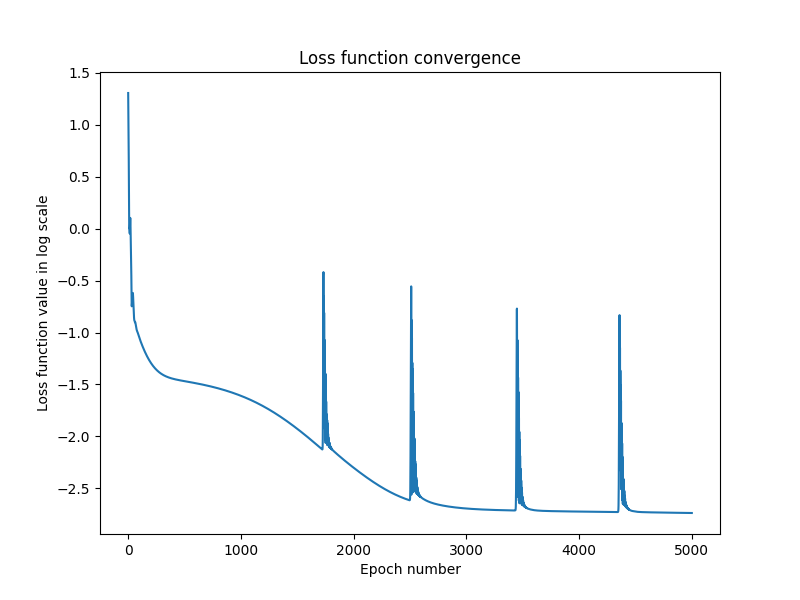 Loss function convergence
1.5
1.0
0.5
0.0
−0.5
−1.0
−1.5
−2.0
−2.5
Loss function value in log scale
0 1000 2000 3000 4000 5000
Epoch number